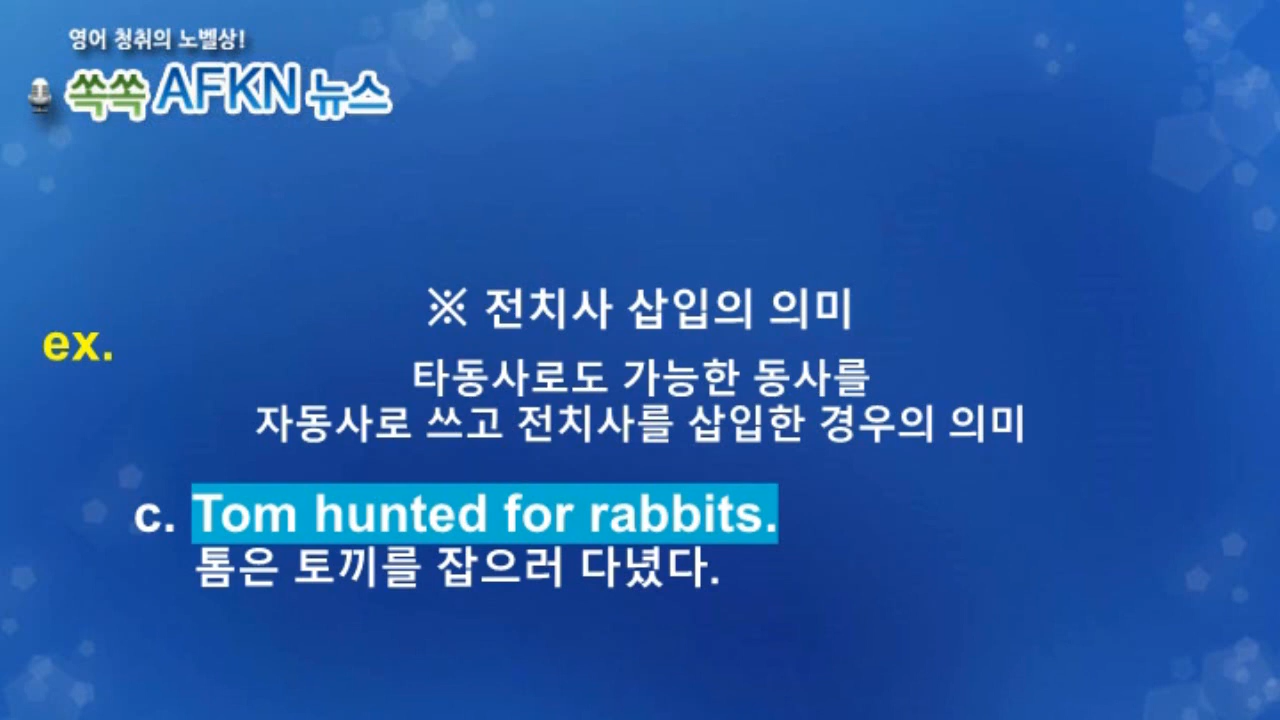 영어 청취의 노벨상!
쏙쏙 AFKN 뉴스
※ 전치사 삽입의 의미
ex.
타동사로도 가능한 동사를
자동사로 쓰고 전치사를 삽입한 경우의 의미
c. Tom hunted for rabbits.
톰은 토끼를 잡으러 다녔다.